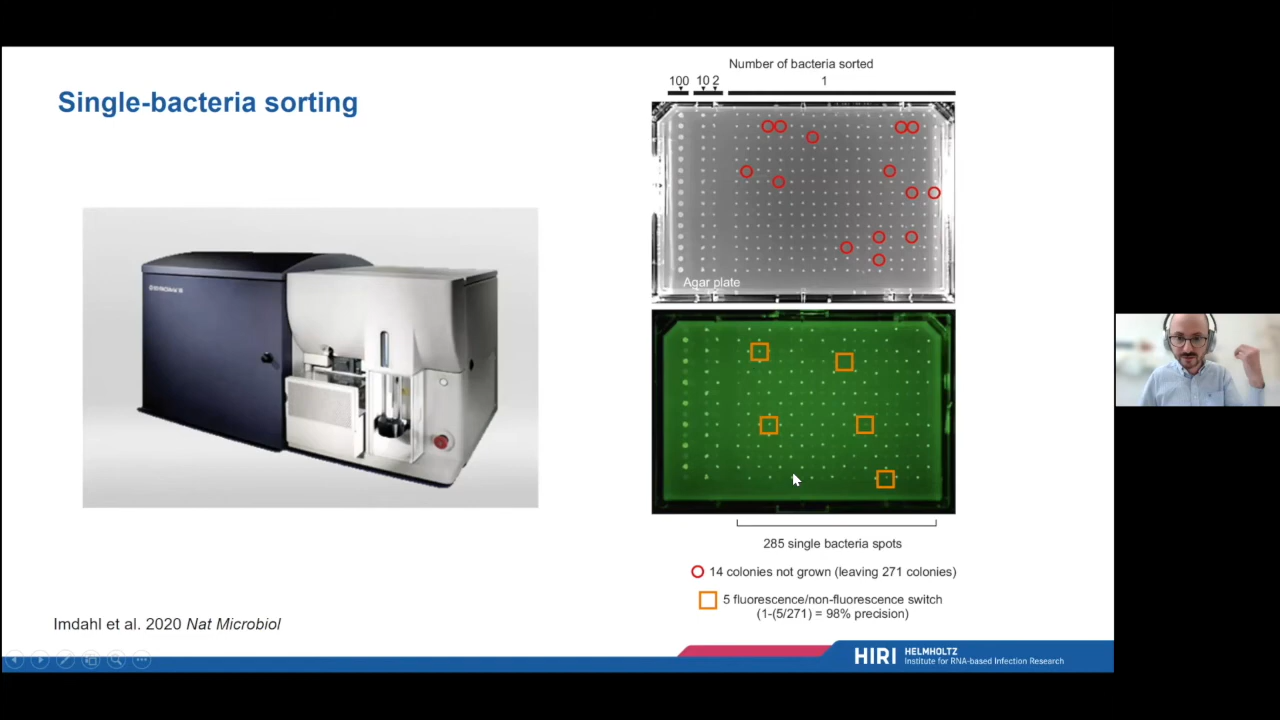 Single-bacteria sorting
Number of bacteria sorted
100 10 2 1
Agar plate
285 single bacteria spots
14 colonies not grown (leaving 271 colonies)
5 fluorescence/non-fluorescence switch
(1-(5/271) = 98% precision)
Imdahl et al. 2020 Nat Microbiol
HIRI HELMHOLTZ
Institute for RNA-based Infection Research